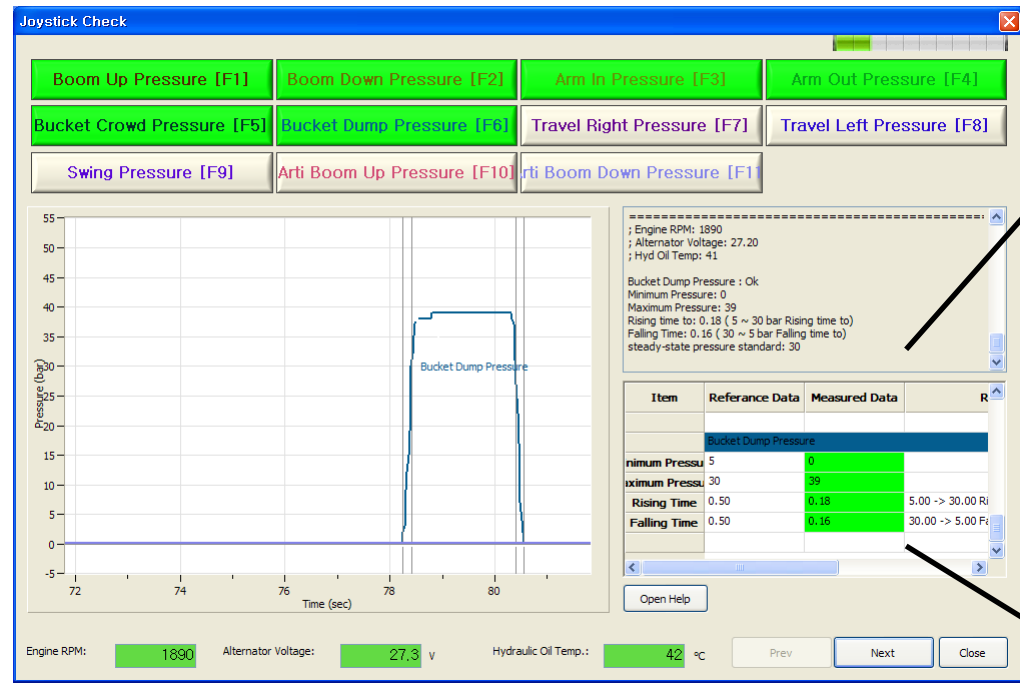 Joystick Check
Boom Up Pressure [F1]
Boom Down Pressure [F2]
Arm In Pressure [F3]
Arm Out Pressure [F4]
Bucket Crowd Pressure [F5]
Bucket Dump Pressure [F6]
Travel Right Pressure [F7]
Travel Left Pressure [F8]
Swing Pressure [F9]
Arti Boom Up Pressure [F10]
rti Boom Down Pressure [F11
55
50
45
40
35
30
25
20
15
10
5
0
-5
Pressure (bar)
Bucket Dump Pressure
72
74
76
78
80
Time (sec)
==============================================
; Engine RPM: 1890
; Alternator Voltage: 27.20
; Hyd Oil Temp: 41
Bucket Dump Pressure : Ok
Minimum Pressure: 0
Maximum Pressure: 39
Rising time to: 0.18 ( 5 ~ 30 bar Rising time to)
Falling Time: 0.16 ( 30 ~ 5 bar Falling time to)
steady-state pressure standard: 30
Item Referance Data Measured Data R
Bucket Dump Pressure
nimum Pressu 5 0
aximum Pressu 30 39
Rising Time 0.50 0.18 5.00 -> 30.00 Ri
Falling Time 0.50 0.16 30.00 -> 5.00 Fa
Open Help
Engine RPM: 1890
Alternator Voltage: 27.3 V
Hydraulic Oil Temp.: 42 ºC
Prev
Next
Close